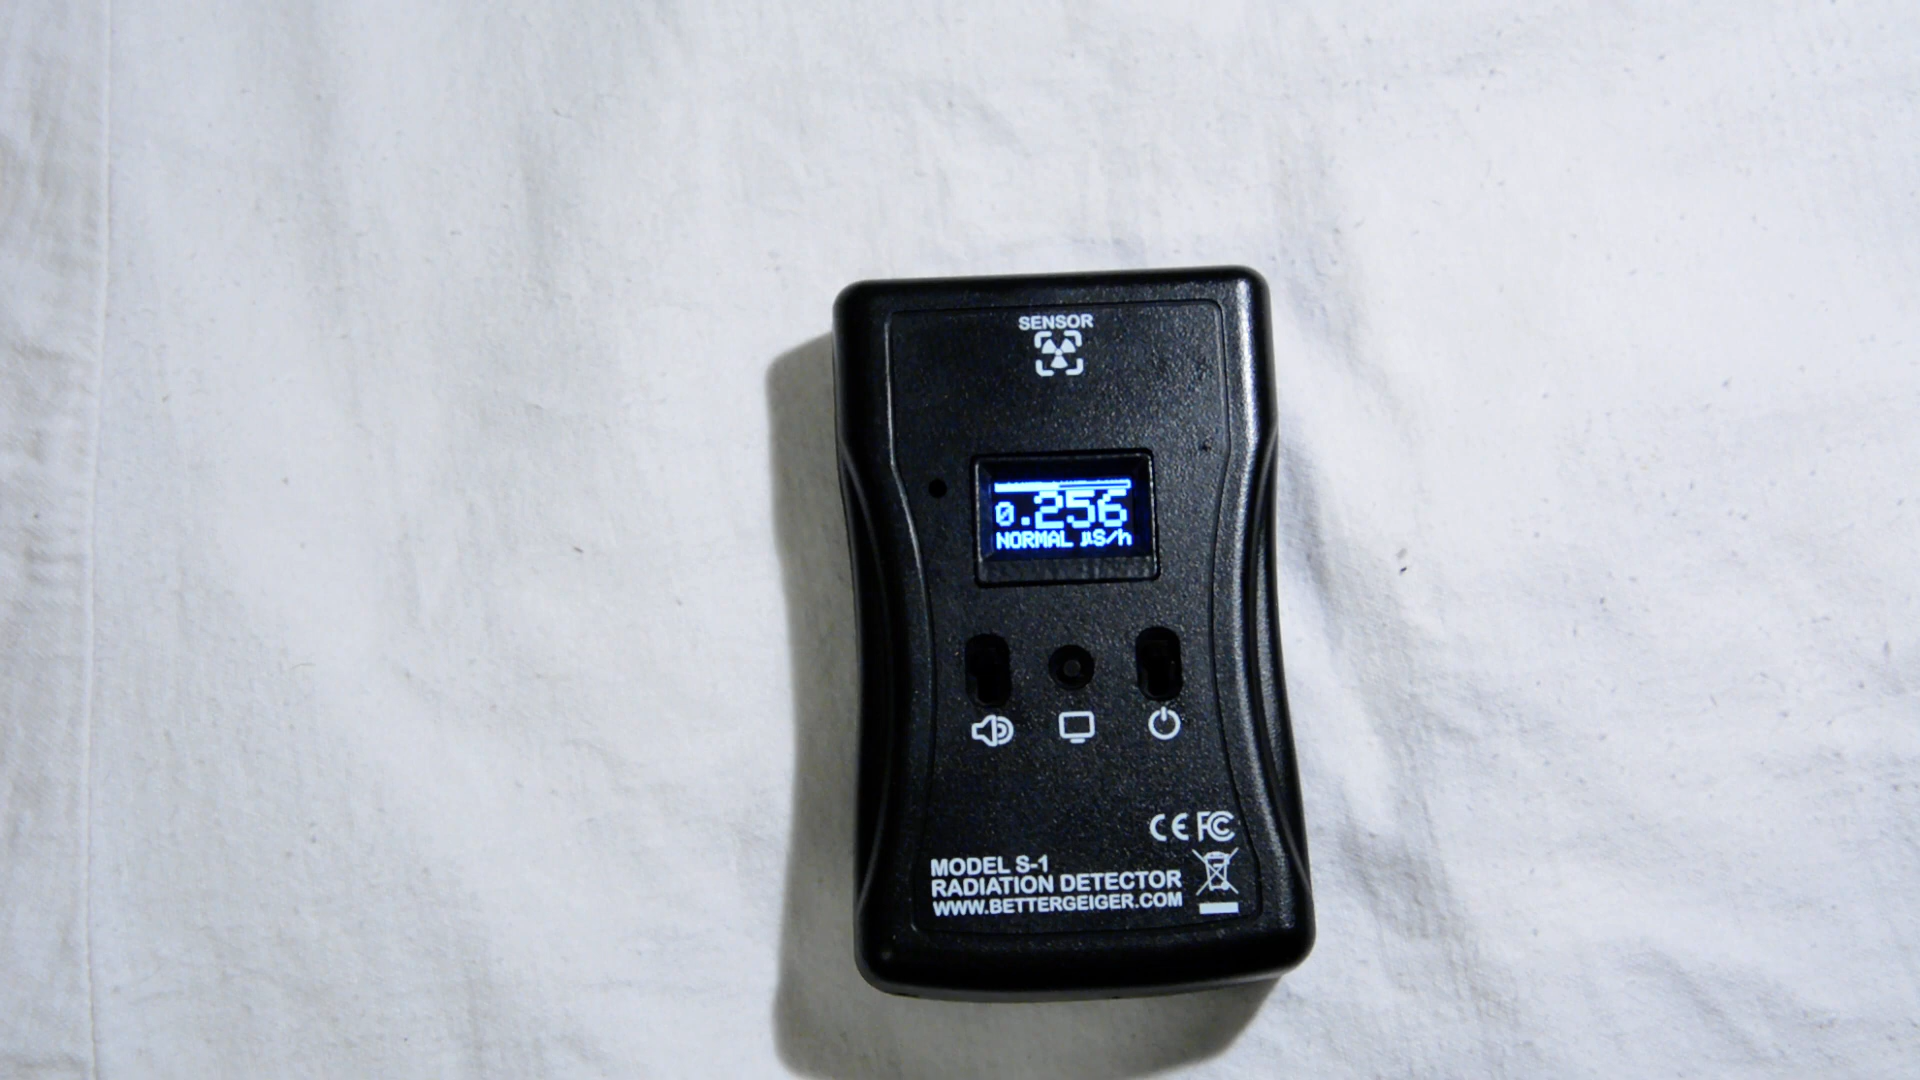 SENSOR
0.256
NORMAL µS/h
CE FC
MODEL S-1
RADIATION DETECTOR
WWW.BETTERGEIGER.COM